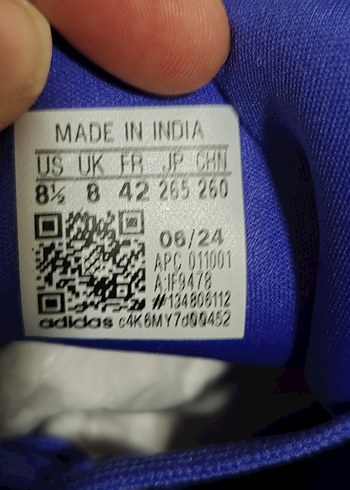 MADE IN INDIA
US UK FR JP CHN
8½ 8 42 265 260
06/24
APC 011001
A:IF9478
#134806112
adidas c4K6MY7d00452